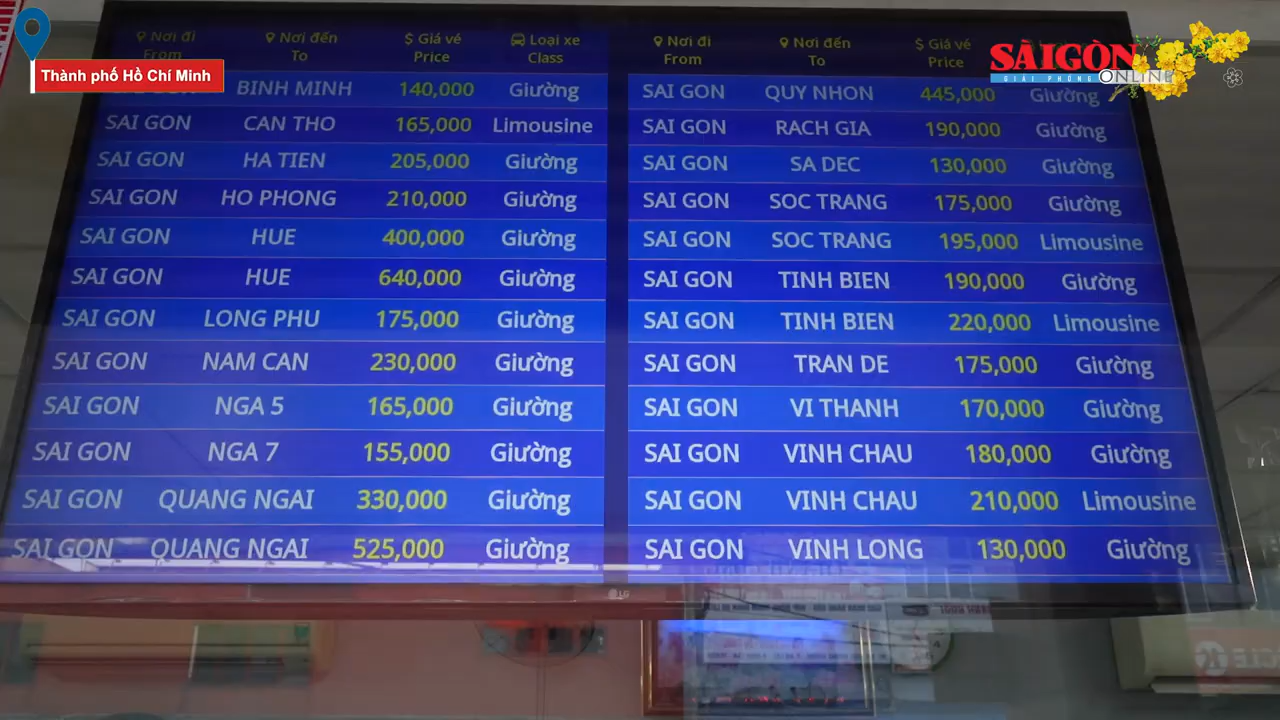 Thành phố Hồ Chí Minh
SÀIGÒN
GIẢI PHÓNG ONLINE
Nơi đi Nơi đến Giá vé Loại xe
From To Price Class
BINH MINH 140,000 Giường
SAI GON CAN THO 165,000 Limousine
SAI GON HA TIEN 205,000 Giường
SAI GON HO PHONG 210,000 Giường
SAI GON HUE 400,000 Giường
SAI GON HUE 640,000 Giường
SAI GON LONG PHU 175,000 Giường
SAI GON NAM CAN 230,000 Giường
SAI GON NGA 5 165,000 Giường
SAI GON NGA 7 155,000 Giường
SAI GON QUANG NGAI 330,000 Giường
SAI GON QUANG NGAI 525,000 Giường
Nơi đi Nơi đến $ Giá vé
From To Price
SAI GON QUY NHON 445,000 Giường
SAI GON RACH GIA 190,000 Giường
SAI GON SA DEC 130,000 Giường
SAI GON SOC TRANG 175,000 Giường
SAI GON SOC TRANG 195,000 Limousine
SAI GON TINH BIEN 190,000 Giường
SAI GON TINH BIEN 220,000 Limousine
SAI GON TRAN DE 175,000 Giường
SAI GON VI THANH 170,000 Giường
SAI GON VINH CHAU 180,000 Giường
SAI GON VINH CHAU 210,000 Limousine
SAI GON VINH LONG 130,000 Giường
LG